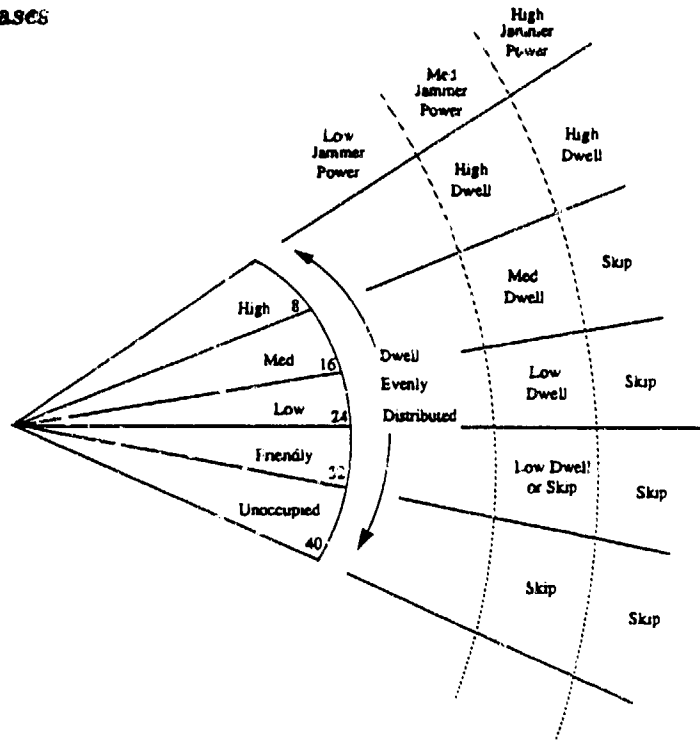 ases
High
Jammer
Power
Med
Jammer
Power
Low
Jammer
Power
High
Dwell
High
Dwell
Skip
Med
Dwell
High 8
Med 16
Low 24
Friendly 32
Unoccupied 40
Dwell
Evenly
Distributed
Low
Dwell
Skip
Low Dwell
or Skip
Skip
Skip
Skip